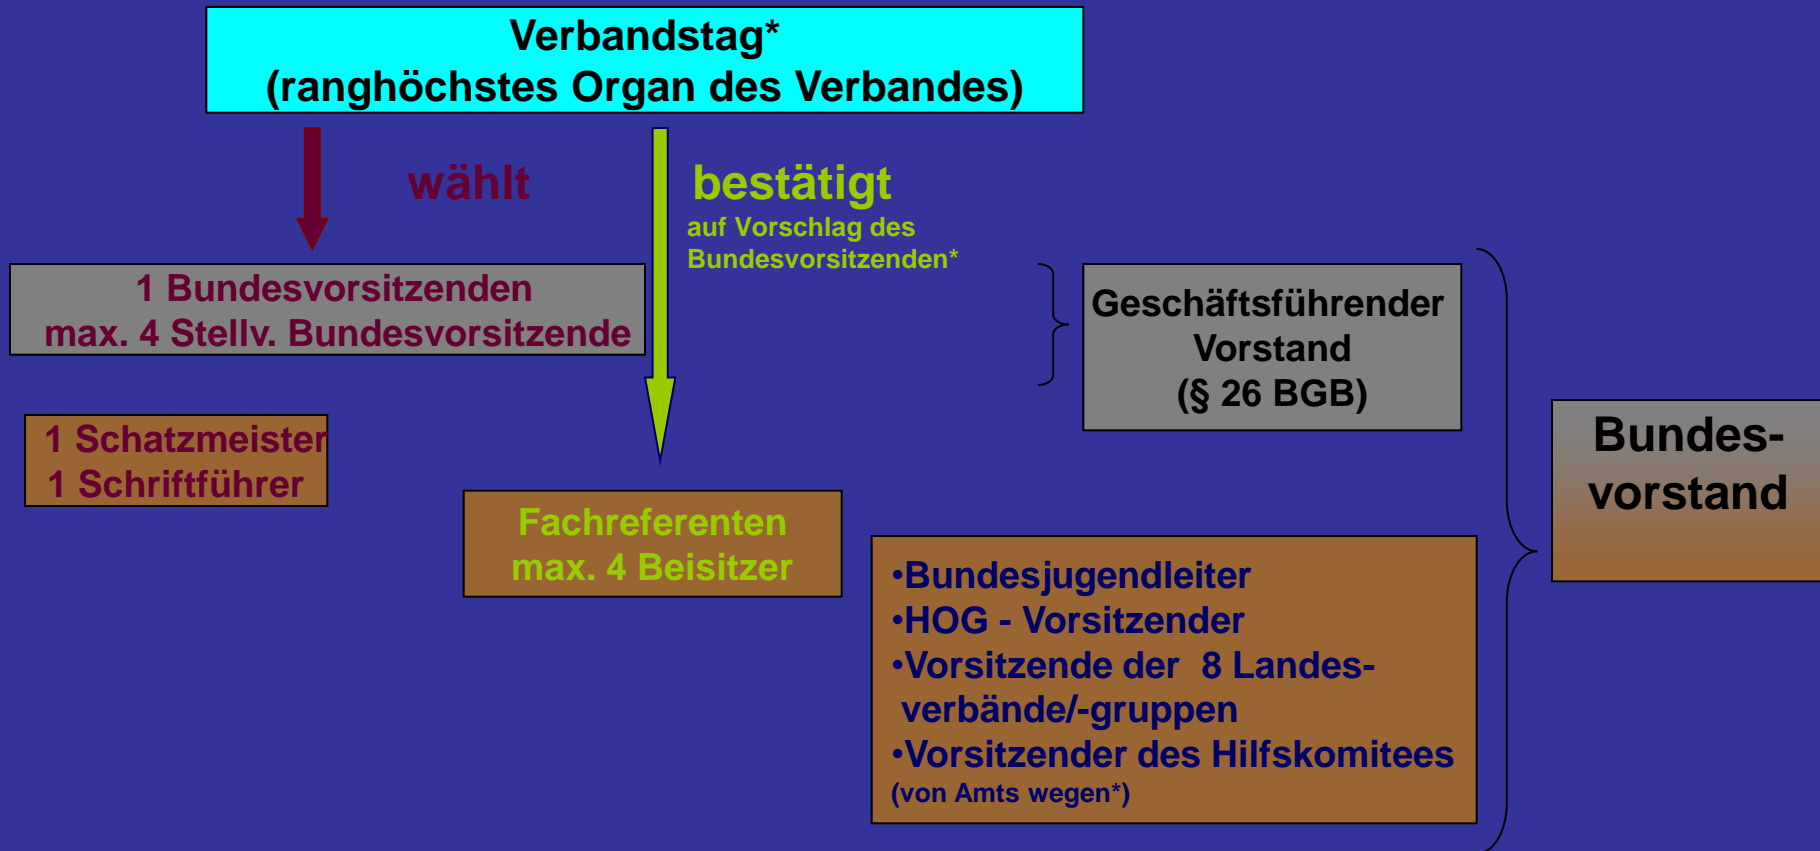 Verbandstag*
(ranghöchstes Organ des Verbandes)
wählt
bestätigt
auf Vorschlag des
Bundesvorsitzenden*
1 Bundesvorsitzenden
max. 4 Stellv. Bundesvorsitzende
Geschäftsführender
Vorstand
(§ 26 BGB)
1 Schatzmeister
1 Schriftführer
Bundes-
vorstand
Fachreferenten
max. 4 Beisitzer
•Bundesjugendleiter
•HOG - Vorsitzender
•Vorsitzende der 8 Landes-
verbände/-gruppen
•Vorsitzender des Hilfskomitees
(von Amts wegen*)